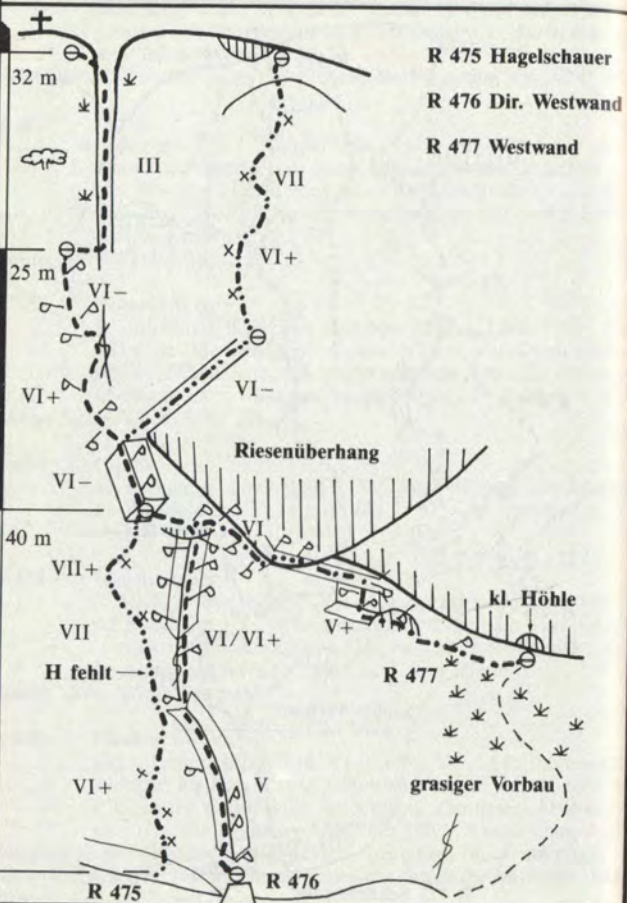 32 m
R 475 Hagelschauer
R 476 Dir. Westwand
R 477 Westwand
III
VII
VI+
25 m
VI−
VI+
VI−
Riesenüberhang
VI−
40 m
VI
VII+
kl. Höhle
V+
VII
VI/VI+
R 477
H fehlt
VI+
V
grasiger Vorbau
R 475
R 476